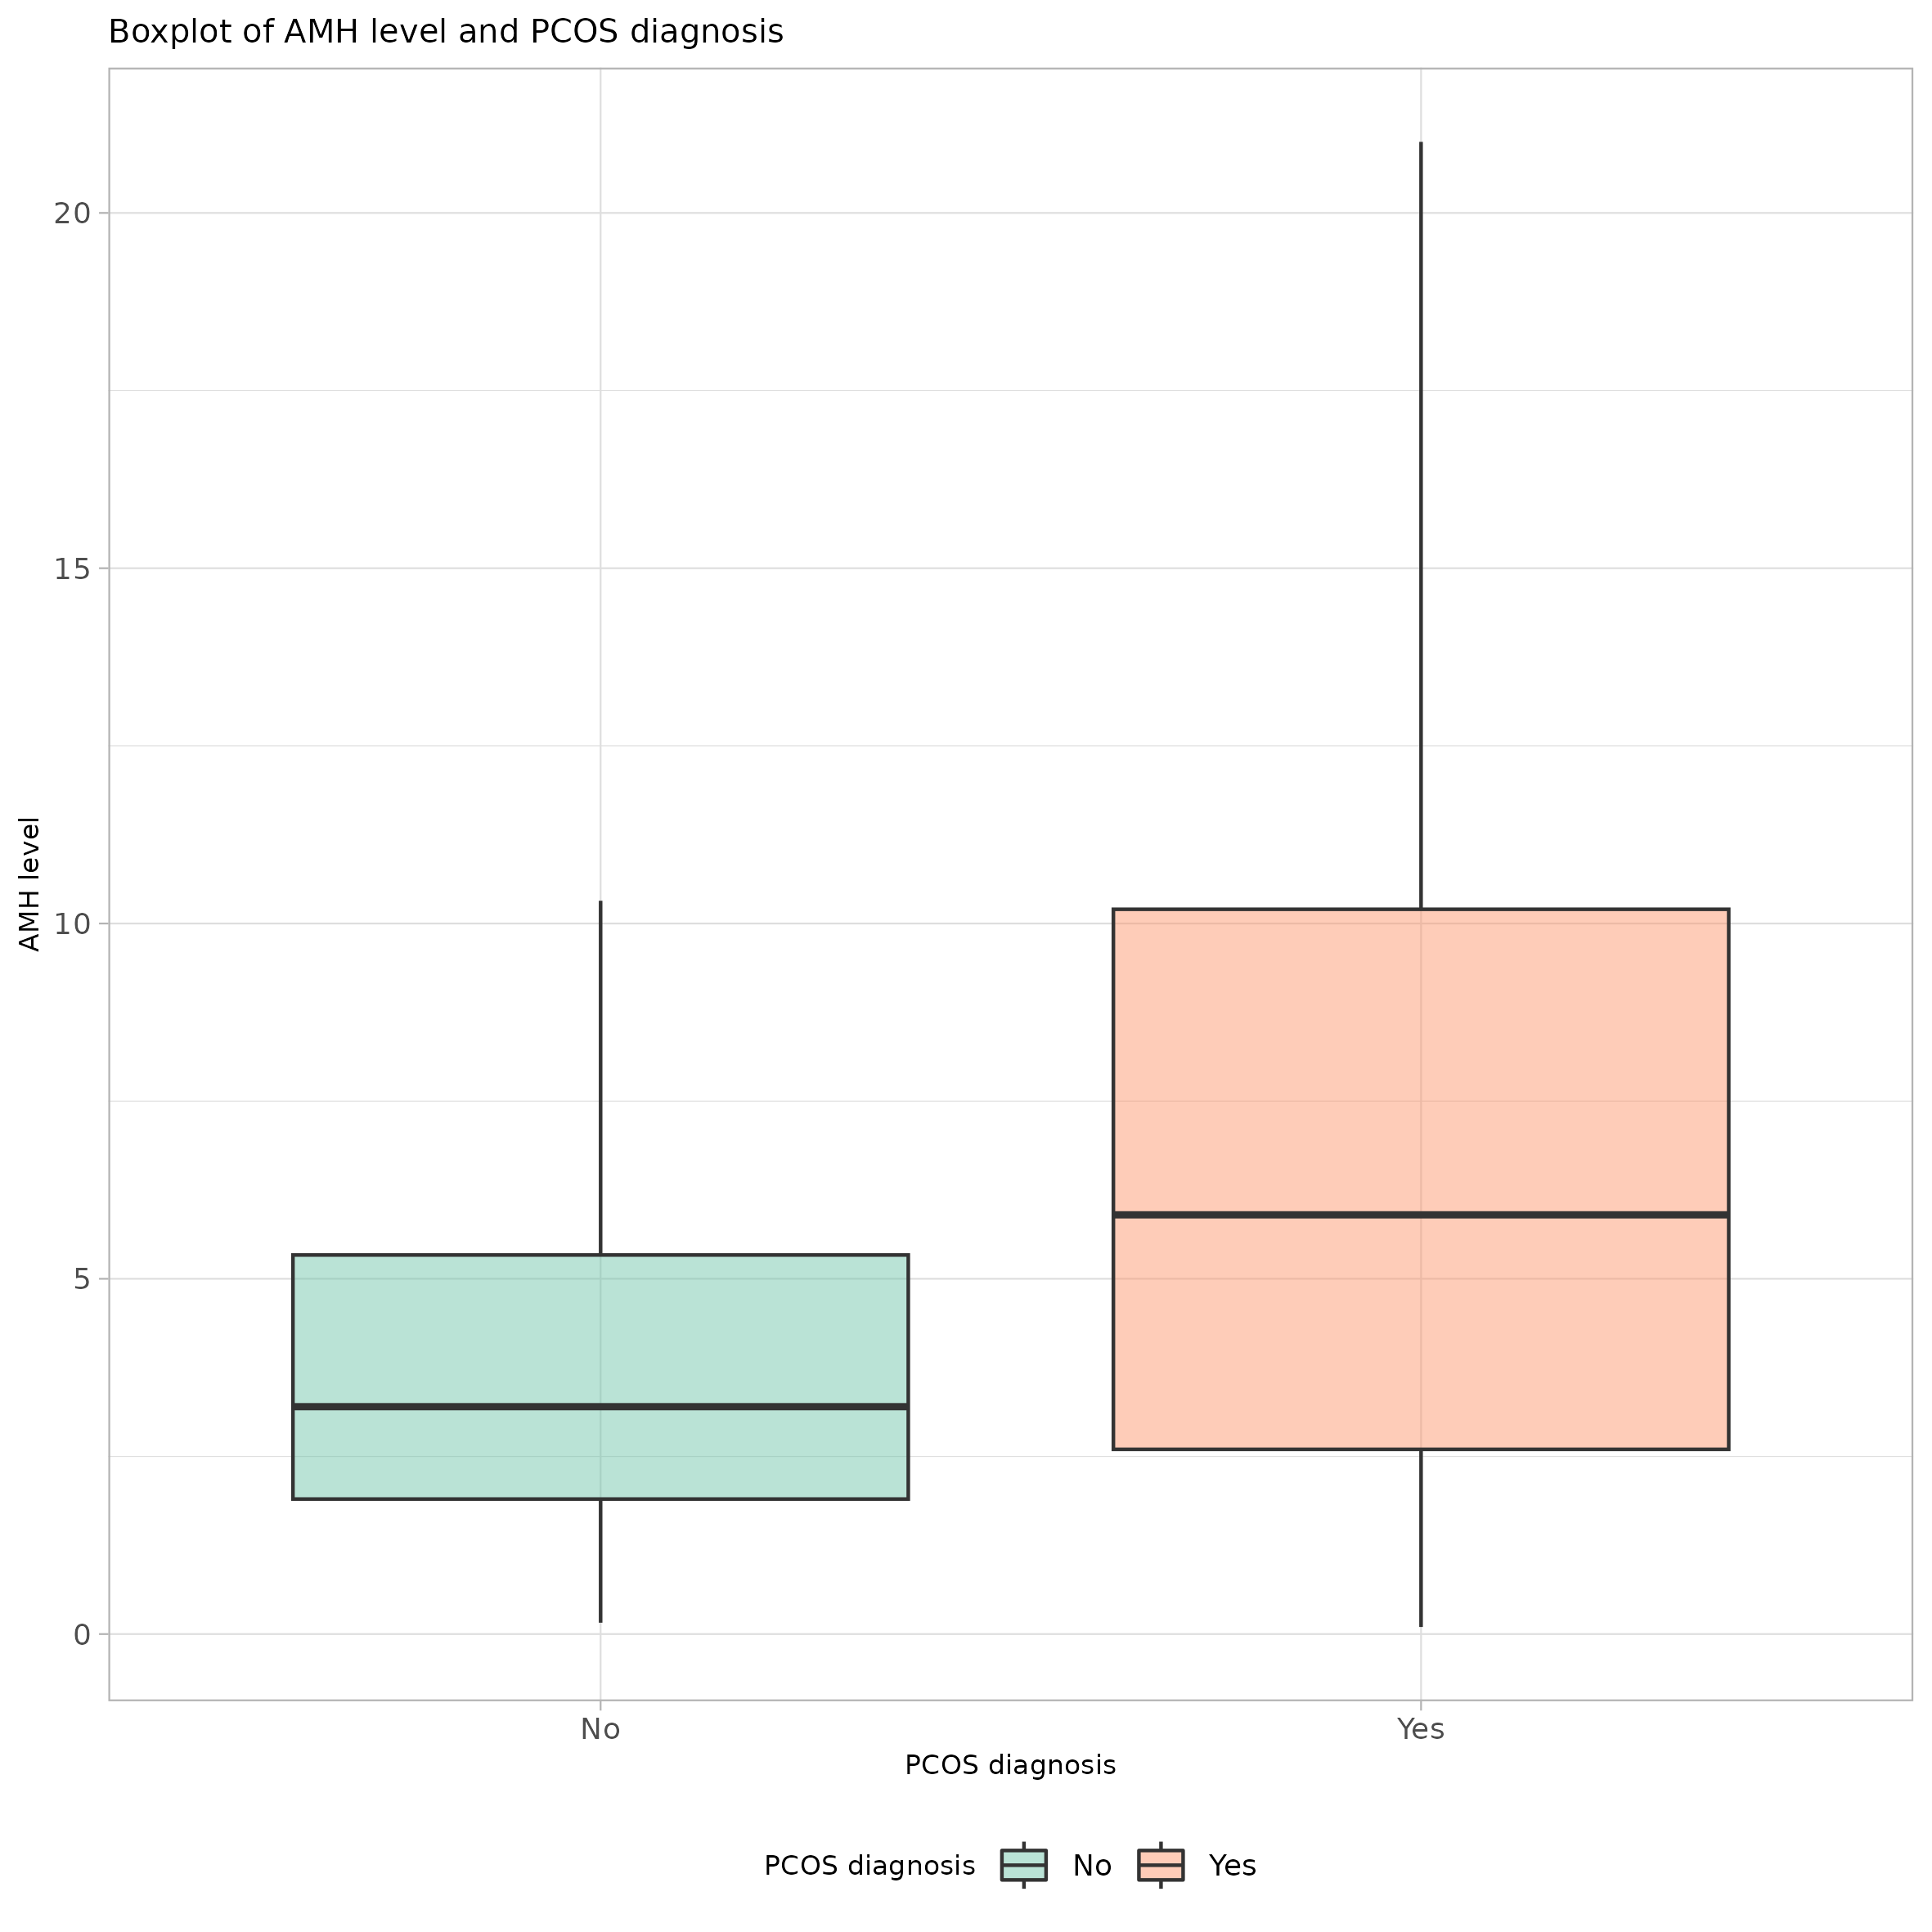 Boxplot of AMH level and PCOS diagnosis
AMH level
20
15
10
5
0
No
Yes
PCOS diagnosis
PCOS diagnosis No Yes